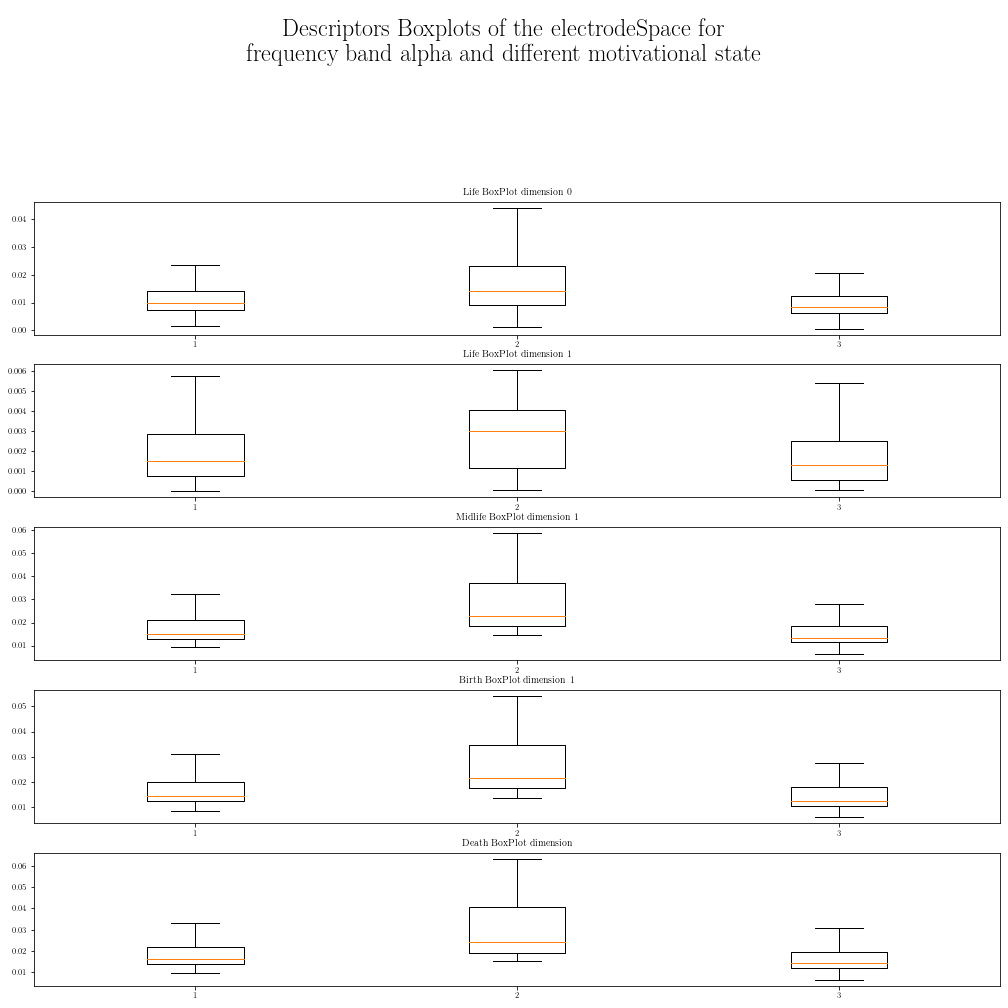 Descriptors Boxplots of the electrodeSpace for
frequency band alpha and different motivational state
Life BoxPlot dimension 0
0.04
0.03
0.02
0.01
0.00
1 2 3
Life BoxPlot dimension 1
0.006
0.005
0.004
0.003
0.002
0.001
0.000
1 2 3
Midlife BoxPlot dimension 1
0.06
0.05
0.04
0.03
0.02
0.01
1 2 3
Birth BoxPlot dimension 1
0.05
0.04
0.03
0.02
0.01
1 2 3
Death BoxPlot dimension
0.06
0.05
0.04
0.03
0.02
0.01
1 2 3